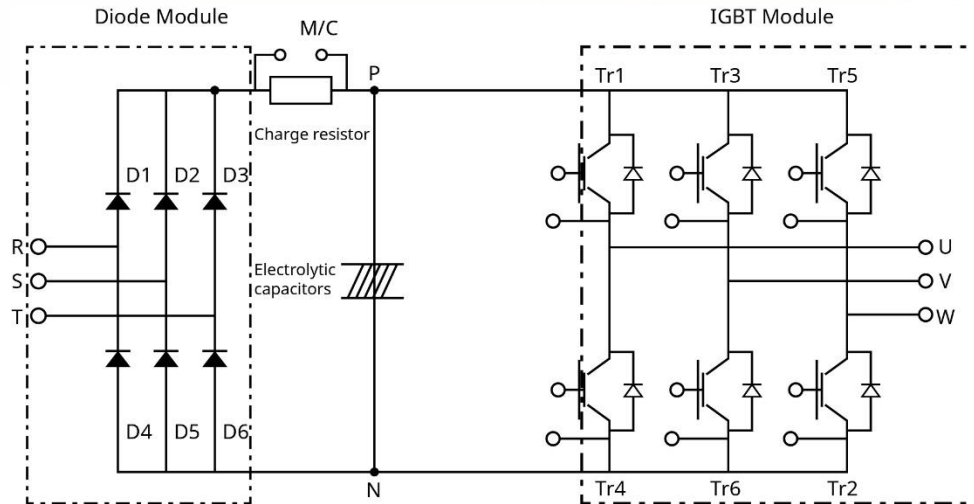 Diode Module
IGBT Module
M/C
P
Tr1 Tr3 Tr5
Charge resistor
D1 D2 D3
R
S
T
Electrolytic
capacitors
U
V
W
D4 D5 D6
N
Tr4 Tr6 Tr2